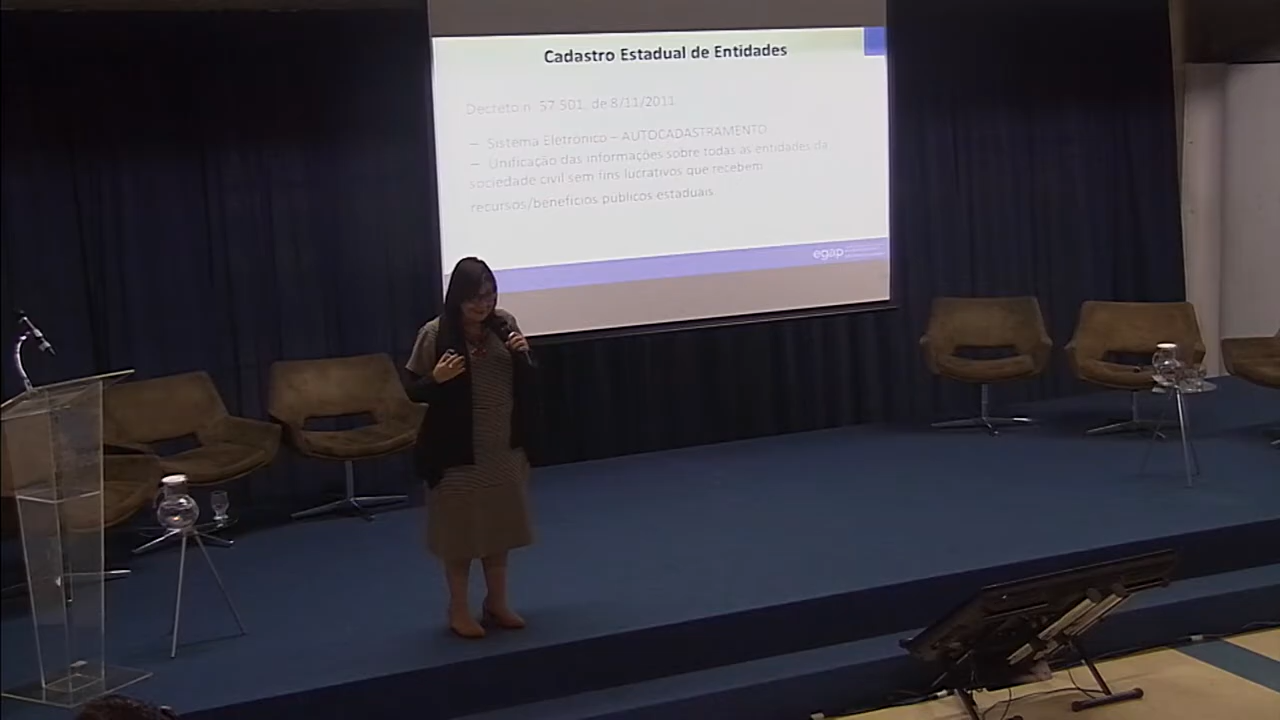 Cadastro Estadual de Entidades
Decreto n. 57.501, de 8/11/2011
– Sistema Eletrônico – AUTOCADASTRAMENTO
– Unificação das informações sobre todas as entidades da
sociedade civil sem fins lucrativos que recebem
recursos/benefícios públicos estaduais
egap